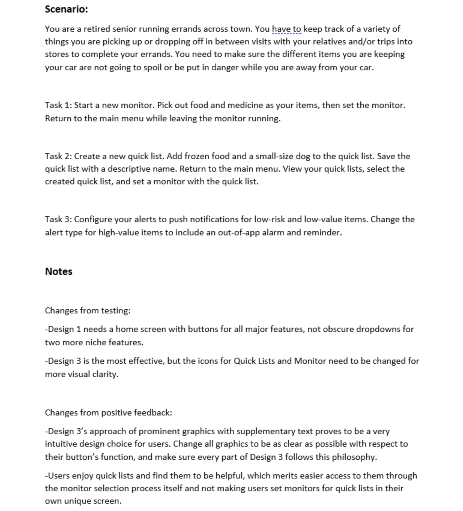 Scenario:
You are a retired senior running errands across town. You have to keep track of a variety of
things you are picking up or dropping off in between visits with your relatives and/or trips into
stores to complete your errands. You need to make sure the different items you are keeping
your car are not going to spoil or be put in danger while you are away from your car.
Task 1: Start a new monitor. Pick out food and medicine as your items, then set the monitor.
Return to the main menu while leaving the monitor running.
Task 2: Create a new quick list. Add frozen food and a small-size dog to the quick list. Save the
quick list with a descriptive name. Return to the main menu. View your quick lists, select the
created quick list, and set a monitor with the quick list.
Task 3: Configure your alerts to push notifications for low-risk and low-value items. Change the
alert type for high-value items to include an out-of-app alarm and reminder.
Notes
Changes from testing:
-Design 1 needs a home screen with buttons for all major features, not obscure dropdowns for
two more niche features.
-Design 3 is the most effective, but the icons for Quick Lists and Monitor need to be changed for
more visual clarity.
Changes from positive feedback:
-Design 3's approach of prominent graphics with supplementary text proves to be a very
intuitive design choice for users. Change all graphics to be as clear as possible with respect to
their button's function, and make sure every part of Design 3 follows this philosophy.
-Users enjoy quick lists and find them to be helpful, which merits easier access to them through
the monitor selection process itself and not making users set monitors for quick lists in their
own unique screen.